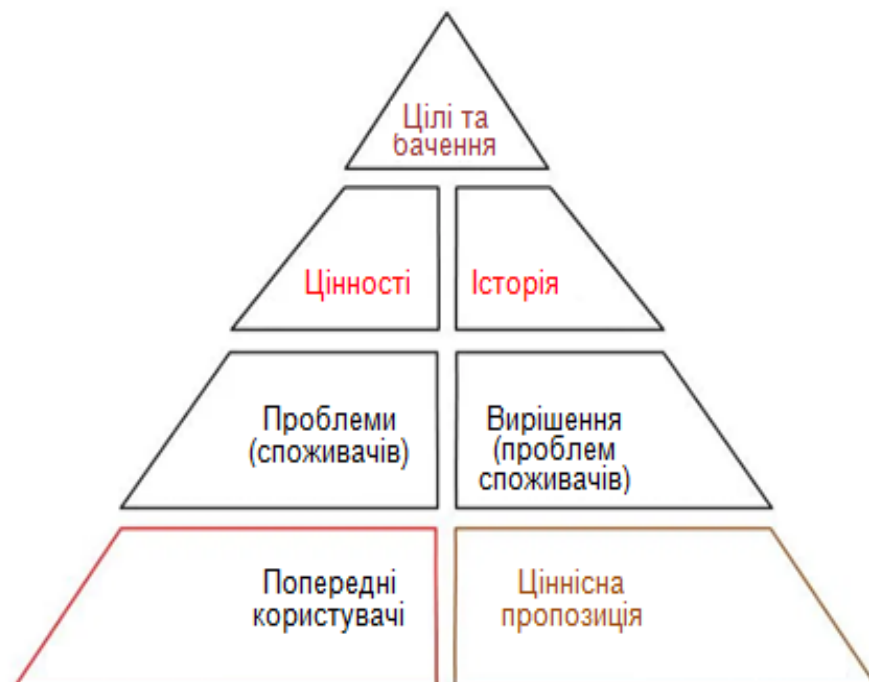 Цілі та
бачення
Цінності
Історія
Проблеми
(споживачів)
Вирішення
(проблем
споживачів)
Попередні
користувачі
Ціннісна
пропозиція